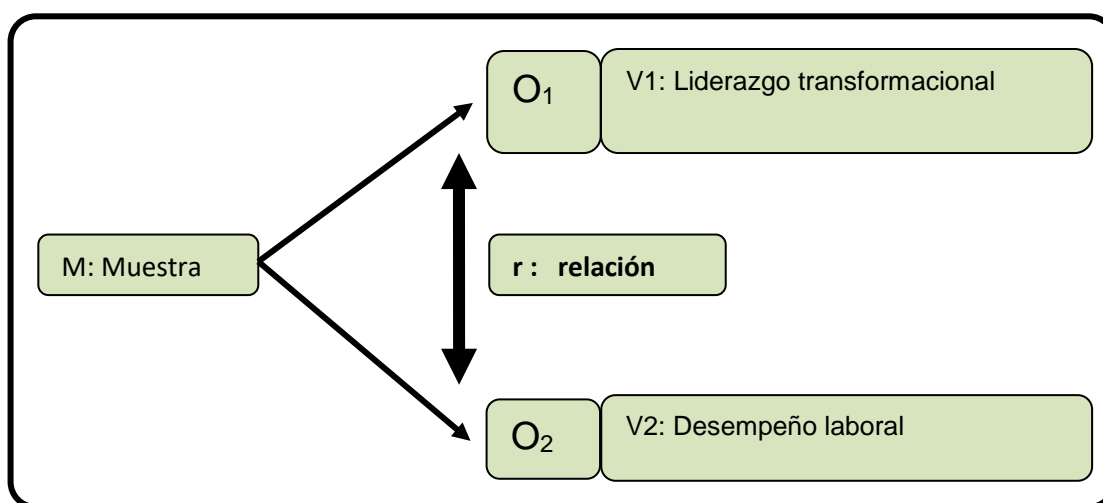 O₁ V1: Liderazgo transformacional
M: Muestra
r : relación
O₂ V2: Desempeño laboral